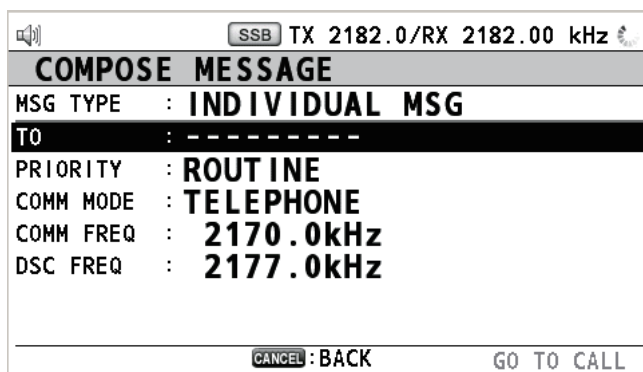 SSB TX 2182.0/RX 2182.00 kHz
COMPOSE MESSAGE
MSG TYPE : INDIVIDUAL MSG
TO : ---------
PRIORITY : ROUTINE
COMM MODE : TELEPHONE
COMM FREQ : 2170.0kHz
DSC FREQ : 2177.0kHz
CANCEL : BACK GO TO CALL